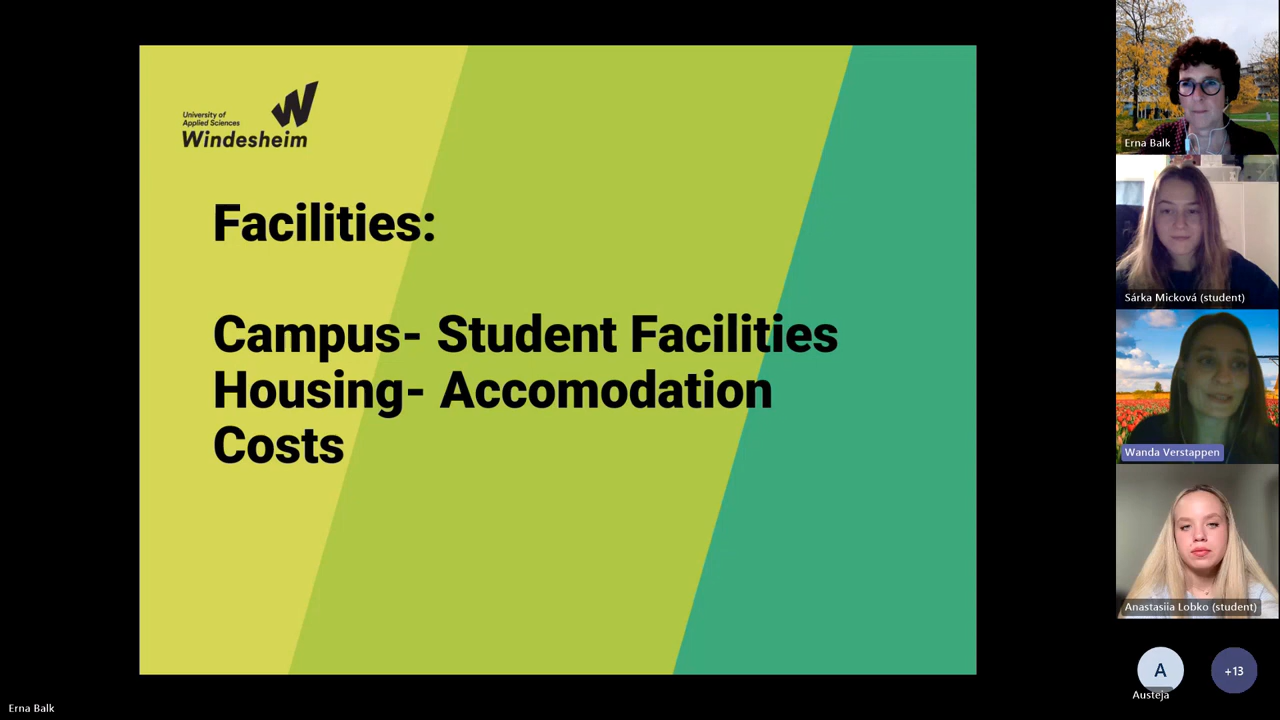 University of
Applied Sciences
Windesheim
Facilities:
Campus- Student Facilities
Housing- Accomodation
Costs
Erna Balk
Sárka Micková (student)
Wanda Verstappen
Anastasiia Lobko (student)
A
+13
Austeja
Erna Balk